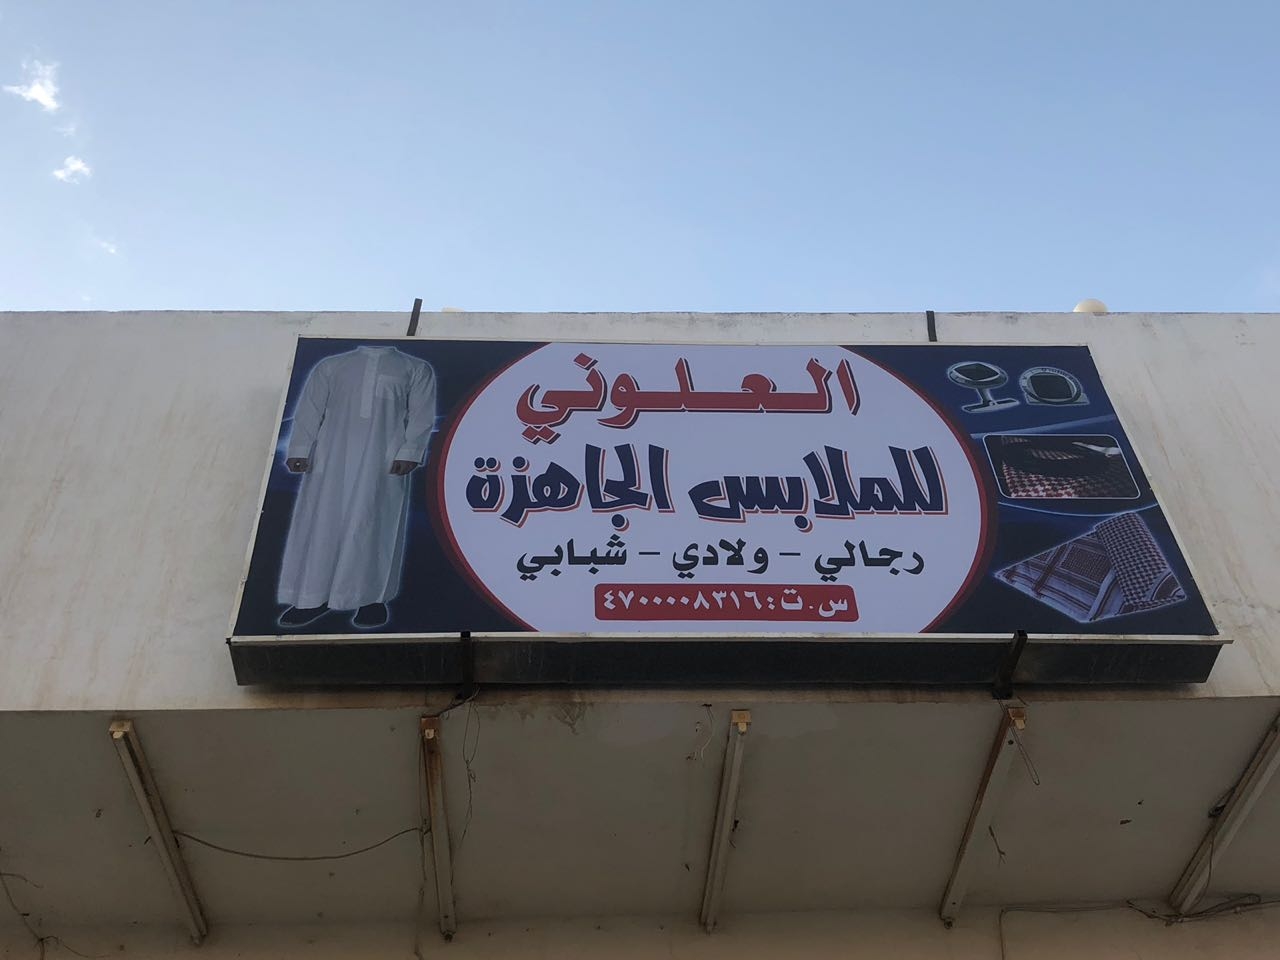 العلوني
للملابس الجاهزة
رجالي - ولادي - شبابي
س.ت: ٤٧٠٠٠٠٨٣١٦